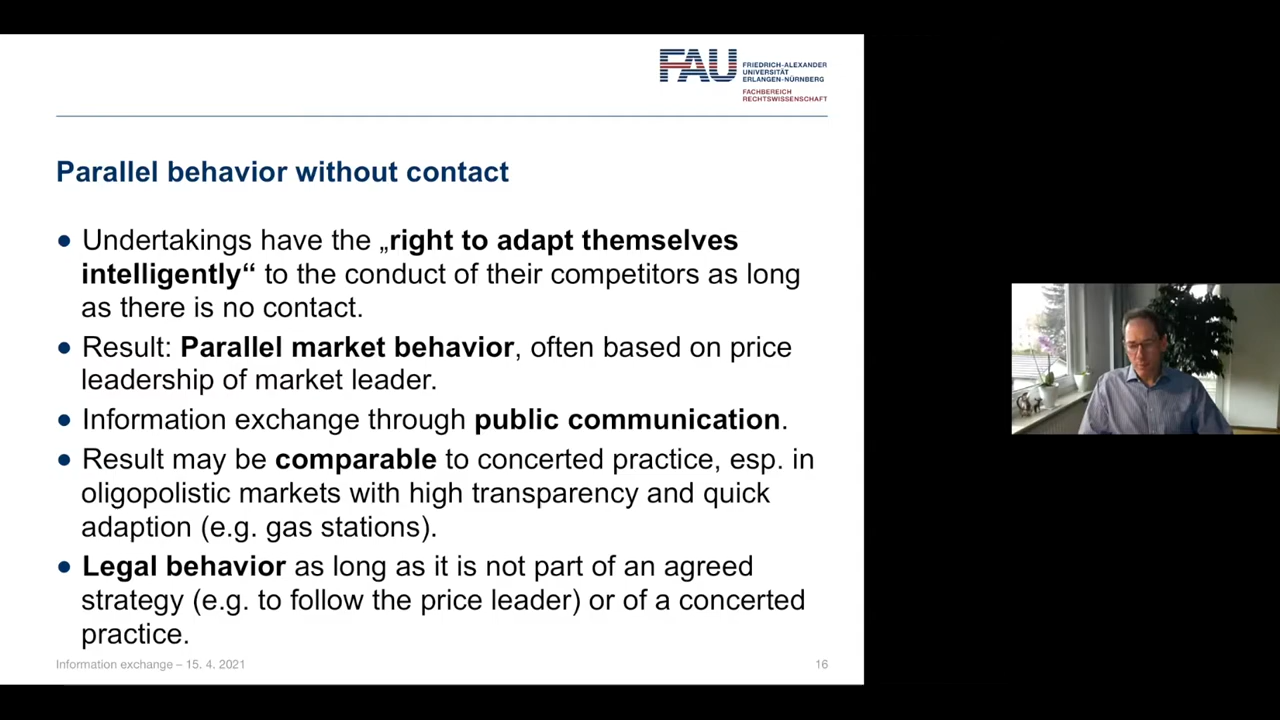 FAU
FRIEDRICH-ALEXANDER
UNIVERSITÄT
ERLANGEN-NÜRNBERG
FACHBEREICH
RECHTSWISSENSCHAFT
Parallel behavior without contact
● Undertakings have the „right to adapt themselves
intelligently“ to the conduct of their competitors as long
as there is no contact.
● Result: Parallel market behavior, often based on price
leadership of market leader.
● Information exchange through public communication.
● Result may be comparable to concerted practice, esp. in
oligopolistic markets with high transparency and quick
adaption (e.g. gas stations).
● Legal behavior as long as it is not part of an agreed
strategy (e.g. to follow the price leader) or of a concerted
practice.
Information exchange – 15. 4. 2021
16